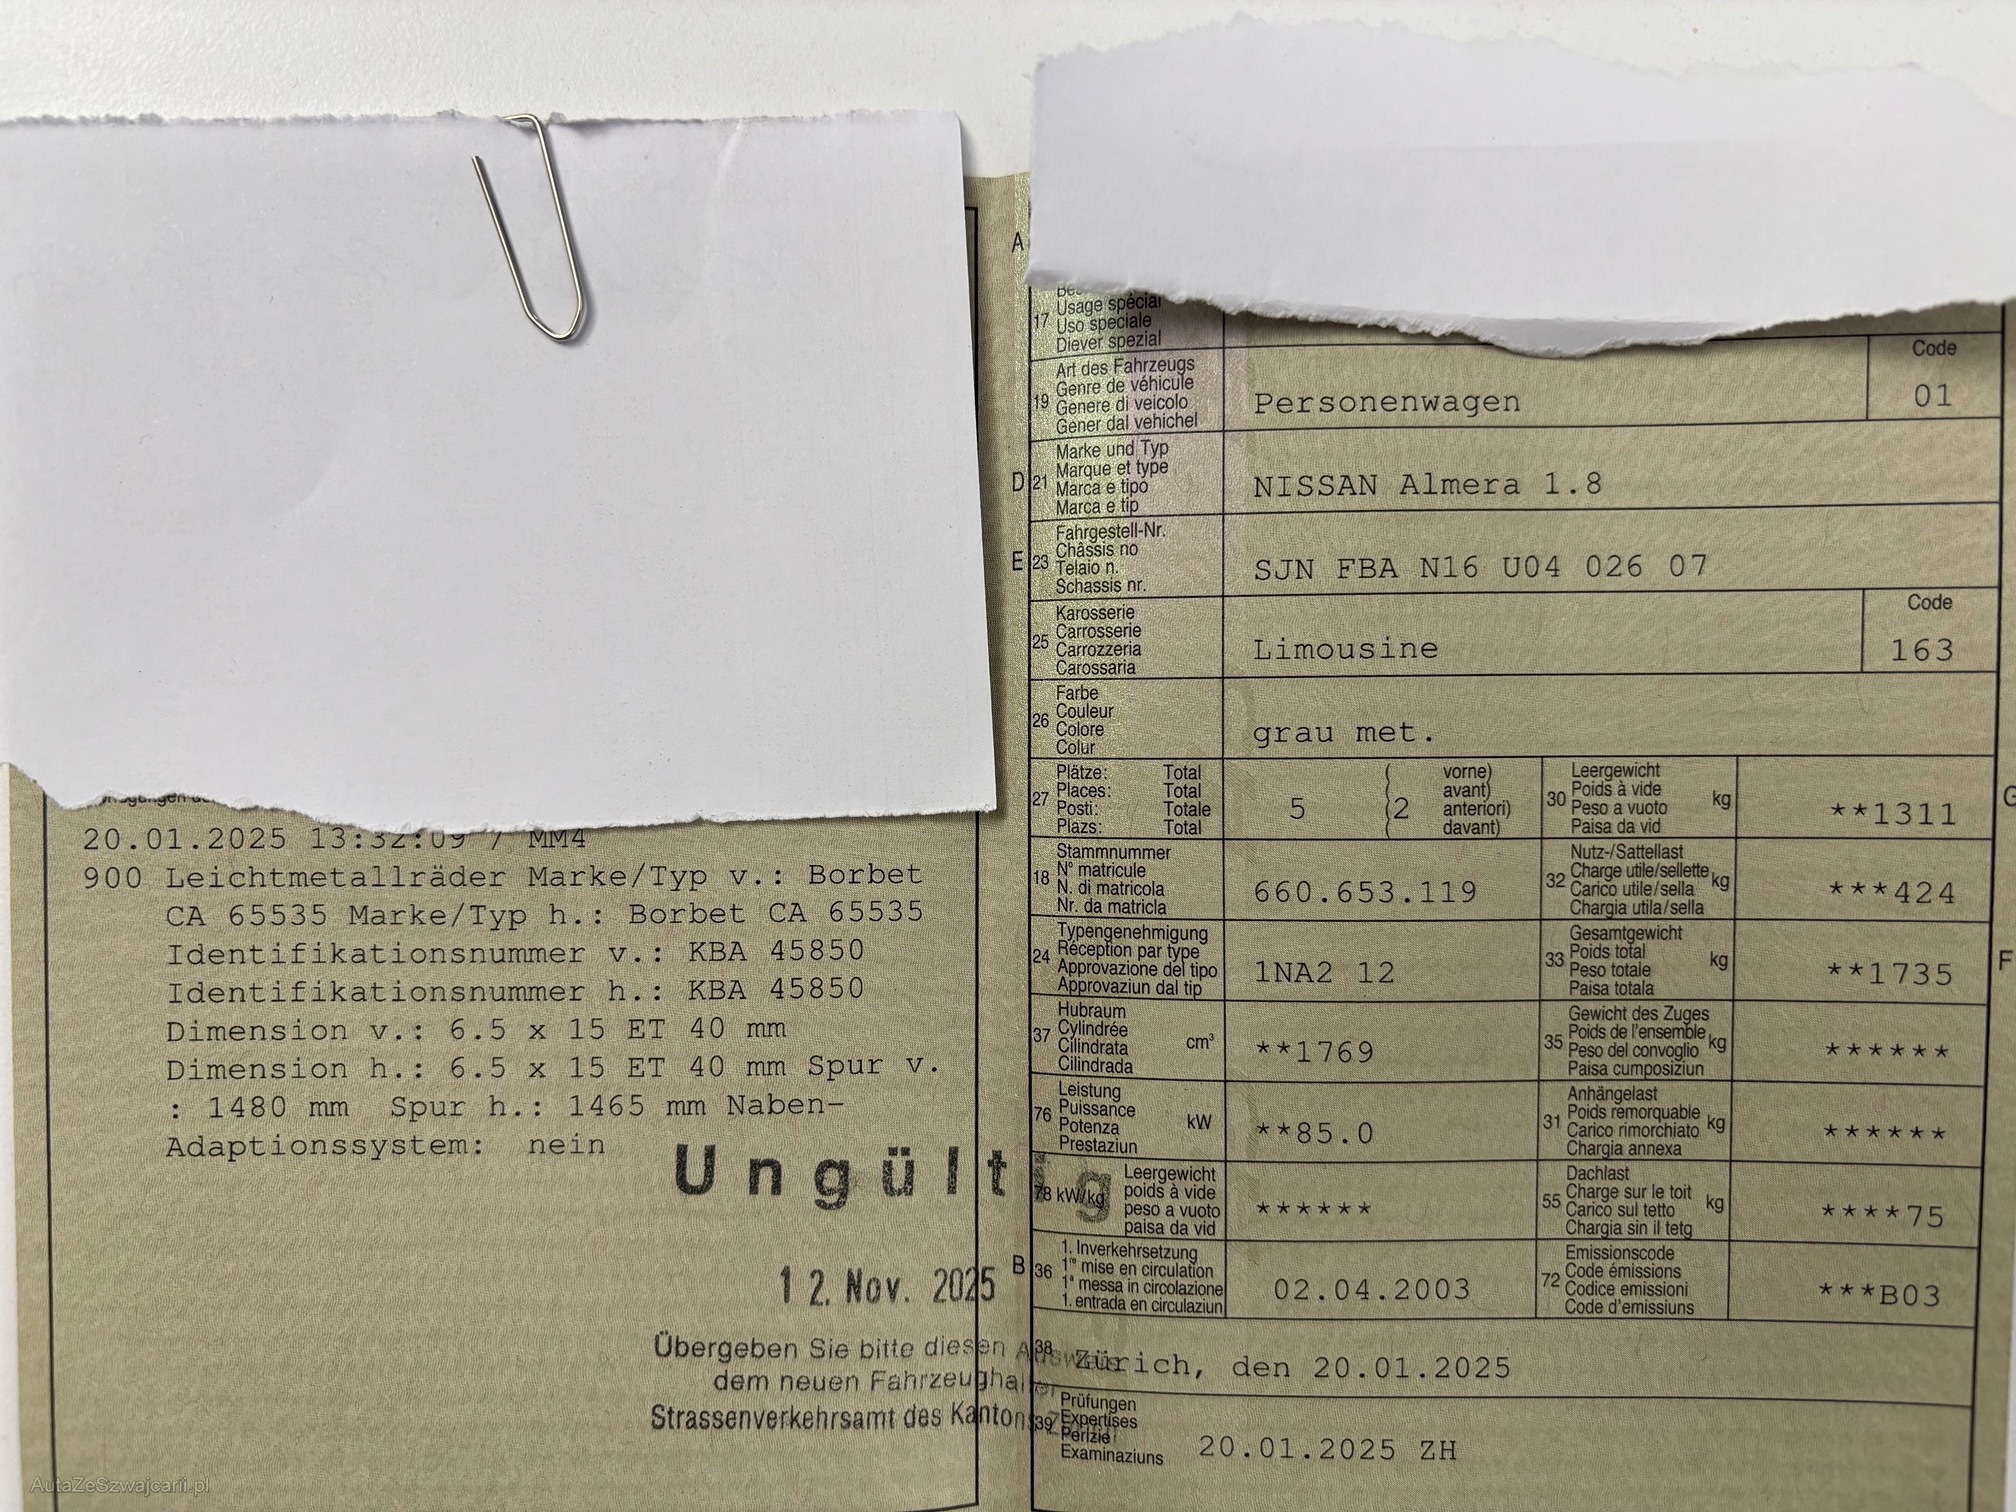 20.01.2025 13:32:09 / MM4
900 Leichtmetallräder Marke/Typ v.: Borbet
CA 65535 Marke/Typ h.: Borbet CA 65535
Identifikationsnummer v.: KBA 45850
Identifikationsnummer h.: KBA 45850
Dimension v.: 6.5 x 15 ET 40 mm
Dimension h.: 6.5 x 15 ET 40 mm Spur v.
: 1480 mm Spur h.: 1465 mm Naben-
Adaptionssystem: nein
Ungültig
12. Nov. 2025
Übergeben Sie bitte diesen Ausweis
dem neuen Fahrzeughalter
Strassenverkehrsamt des Kantons
A
17
Usage spécial
Uso speciale
Diever spezial
19
Art des Fahrzeugs
Genre de véhicule
Genere di veicolo
Gener dal vehichel
Personenwagen
Code
01
D
21
Marke und Typ
Marque et type
Marca e tipo
Marca e tip
NISSAN Almera 1.8
E
23
Fahrgestell-Nr.
Châssis no
Telaio n.
Schassis nr.
SJN FBA N16 U04 026 07
25
Karosserie
Carrosserie
Carrozzeria
Carossaria
Limousine
Code
163
26
Farbe
Couleur
Colore
Colur
grau met.
27
Plätze: Total
Places: Total
Posti: Totale
Plazs: Total
5
( vorne)
( 2 avant)
anteriori)
( davant)
30
Leergewicht
Poids à vide
Peso a vuoto
Paisa da vid
kg
**1311
G
18
Stammnummer
N° matricule
N. di matricola
Nr. da matricla
660.653.119
32
Nutz-/Sattellast
Charge utile/sellette
Carico utile/sella
Chargia utila/sella
kg
***424
24
Typengenehmigung
Réception par type
Approvazione del tipo
Approvaziun dal tip
1NA2 12
33
Gesamtgewicht
Poids total
Peso totale
Paisa totala
kg
**1735
F
37
Hubraum
Cylindrée
Cilindrata
Cilindrada
cm³
**1769
35
Gewicht des Zuges
Poids de l'ensemble
Peso del convoglio
Paisa cumposiziun
kg
******
76
Leistung
Puissance
Potenza
Prestaziun
kW
**85.0
31
Anhängelast
Poids remorquable
Carico rimorchiato
Chargia annexa
kg
******
78 kW/kg
Leergewicht
poids à vide
peso a vuoto
paisa da vid
******
55
Dachlast
Charge sur le toit
Carico sul tetto
Chargia sin il tetg
kg
****75
B
36
1. Inverkehrsetzung
1re mise en circulation
1a messa in circolazione
1. entrada en circulaziun
02.04.2003
72
Emissionscode
Code émissions
Codice emissioni
Code d'emissiuns
***B03
38
Zürich, den 20.01.2025
39
Prüfungen
Expertises
Perizie
Examinaziuns
20.01.2025 ZH
AutaZeSzwajcarii.pl